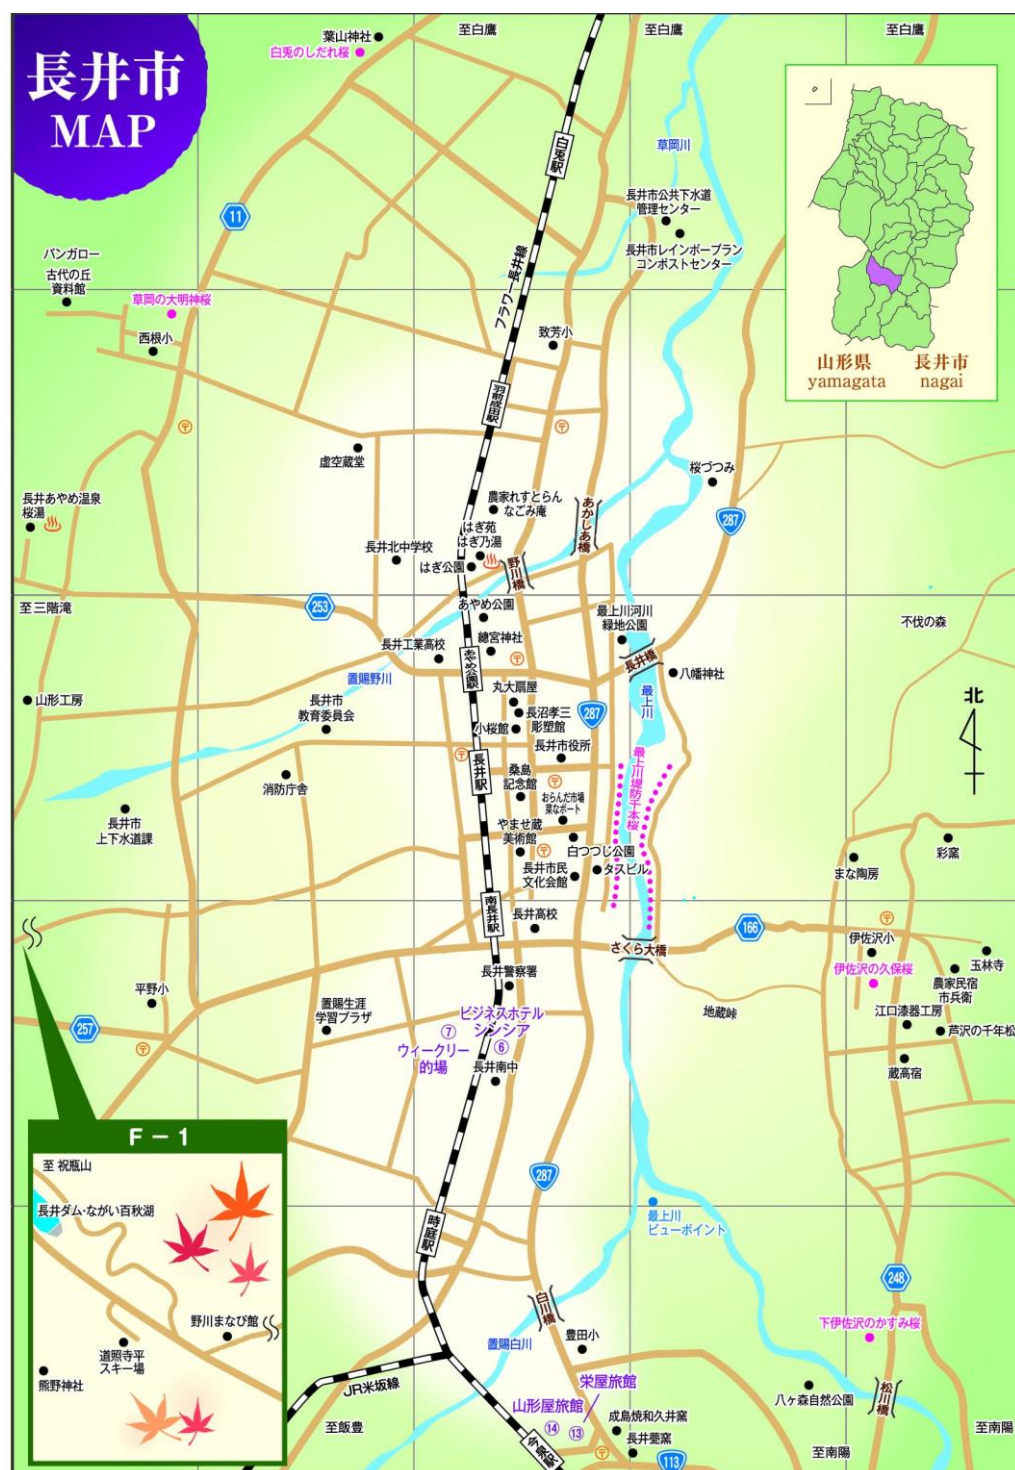 長井市
MAP
葉山神社
白兎のしだれ桜
至白鷹
至白鷹
至白鷹
白兎駅
草岡川
11
長井市公共下水道
管理センター
長井市レインボープラン
コンポストセンター
山形県
yamagata
長井市
nagai
バンガロー
古代の丘
資料館
草岡の大明神桜
西根小
フラワー長井線
致芳小
羽前成田駅
〒
〒
虚空蔵堂
桜づつみ
287
長井あやめ温泉
桜湯
農家れすとらん
なごみ庵
はぎ苑
はぎ乃湯
はぎ公園
長井北中学校
あかしあ橋
野川橋
至三階滝
253
あやめ公園
最上川河川
緑地公園
不伐の森
長井工業高校
總宮神社
〒
あやめ公園駅
長井橋
八幡神社
置賜野川
最上川
北
山形工房
長井市
教育委員会
丸大扇屋
長沼孝三
彫塑館
小桜館
287
長井市役所
〒
長井駅
消防庁舎
桑島
記念館
〒
おらんだ市場
菜なポート
最上川堤防千本桜
長井市
上下水道課
やませ蔵
美術館
〒
白つつじ公園
長井市民
文化会館
タスビル
彩窯
まな陶房
南長井駅
長井高校
さくら大橋
166
〒
伊佐沢小
伊佐沢の久保桜
玉林寺
農家民宿
市兵衛
長井警察署
平野小
置賜生涯
学習プラザ
257
〒
ビジネスホテル
シンシア
⑥
⑦
ウィークリー
的場
長井南中
地蔵峠
江口漆器工房
芦沢の千年松
蔵高宿
F－1
至 祝瓶山
長井ダム・ながい百秋湖
野川まなび館
道照寺平
スキー場
熊野神社
287
最上川
ビューポイント
時庭駅
248
白川橋
置賜白川
豊田小
下伊佐沢のかすみ桜
JR米坂線
栄屋旅館
山形屋旅館
⑭
⑬
八ヶ森自然公園
松川橋
至飯豊
成島焼和久井窯
長井甍窯
〒
今泉駅
113
至南陽
至南陽